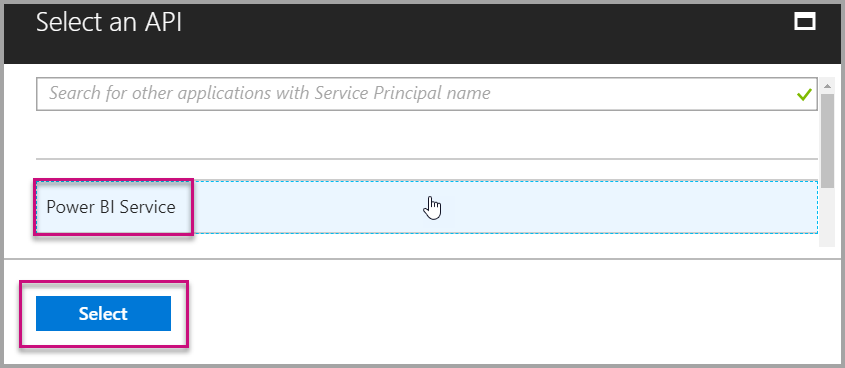 Select an API
Search for other applications with Service Principal name
Power BI Service
Select